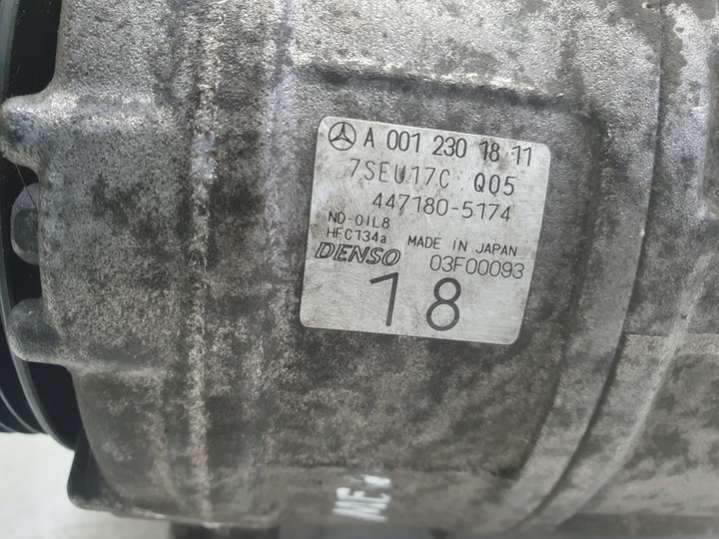 A 001 230 18 11
7SEU17C Q05
447180-5174
ND-OIL8
HFC134a MADE IN JAPAN
DENSO 03F00093
18